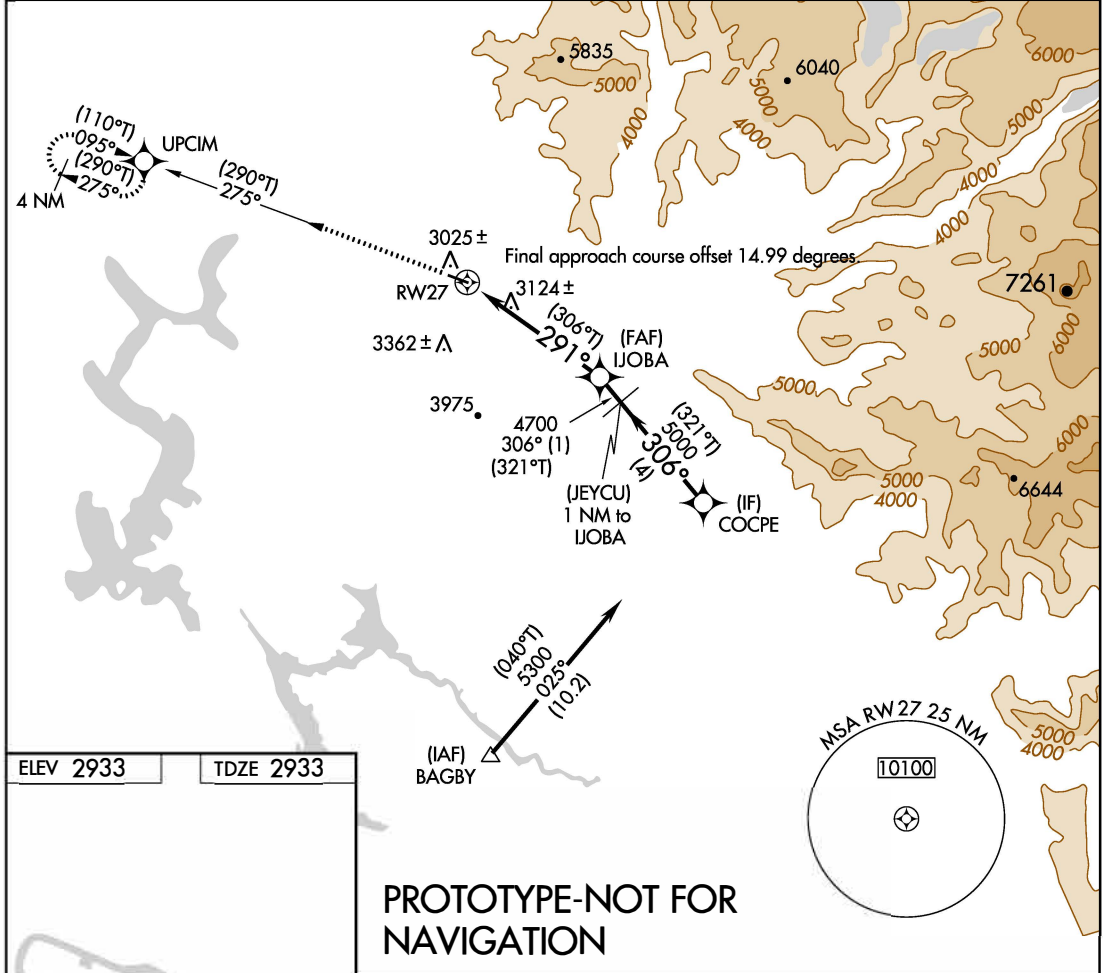 5835
6040
5000
5000
6000
4000
4000
5000
4000
4000
(110°T)
095°
(290°T)
275°
4 NM
UPCIM
(290°T)
275°
3025 ±
Final approach course offset 14.99 degrees.
RW27
3124 ±
7261
3362 ±
(306°T)
291°
(FAF)
IJOBA
5000
6000
5000
3975
4700
306° (1)
(321°T)
(321°T)
5000
306°
(4)
6000
5000
4000
6644
(JEYCU)
1 NM to
IJOBA
(IF)
COCPE
(040°T)
5300
025°
(10.2)
(IAF)
BAGBY
MSA RW27 25 NM
10100
5000
4000
ELEV 2933
TDZE 2933
PROTOTYPE-NOT FOR
NAVIGATION